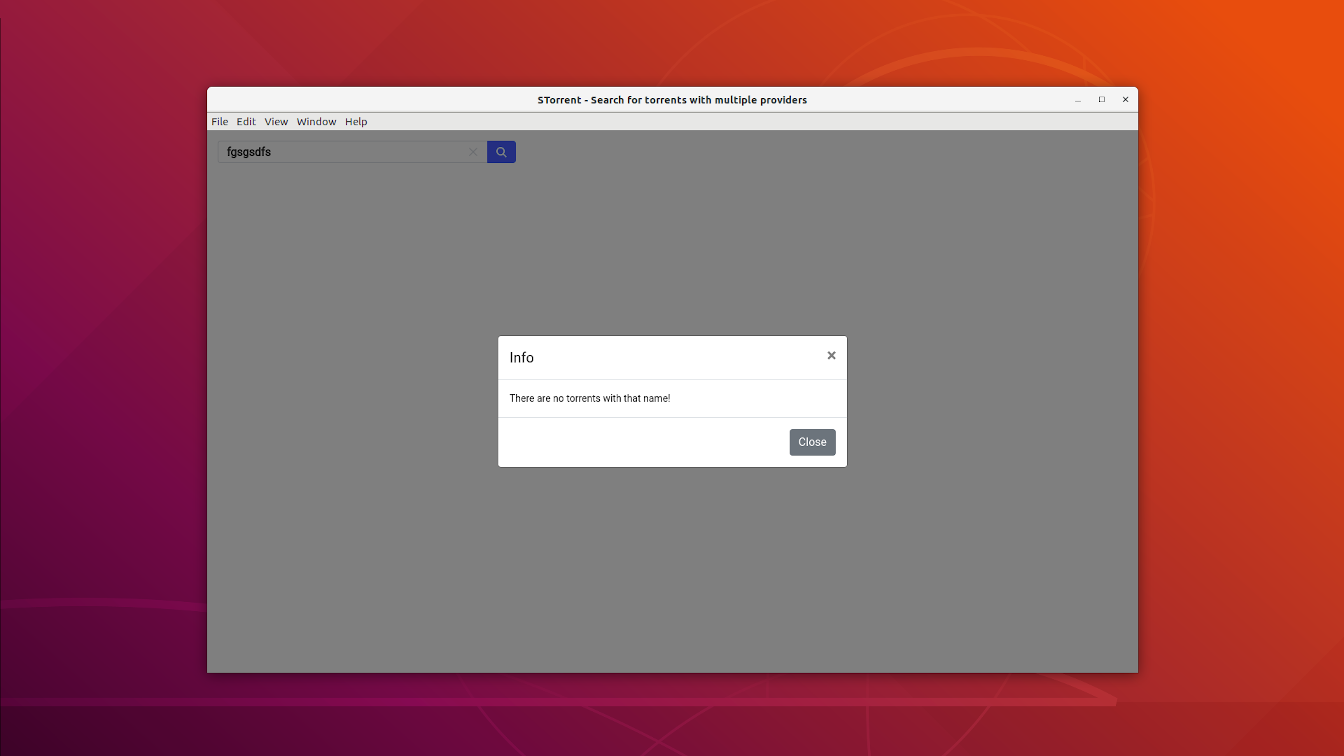 STorrent - Search for torrents with multiple providers
File Edit View Window Help
fgsgsdfs
Info
There are no torrents with that name!
Close